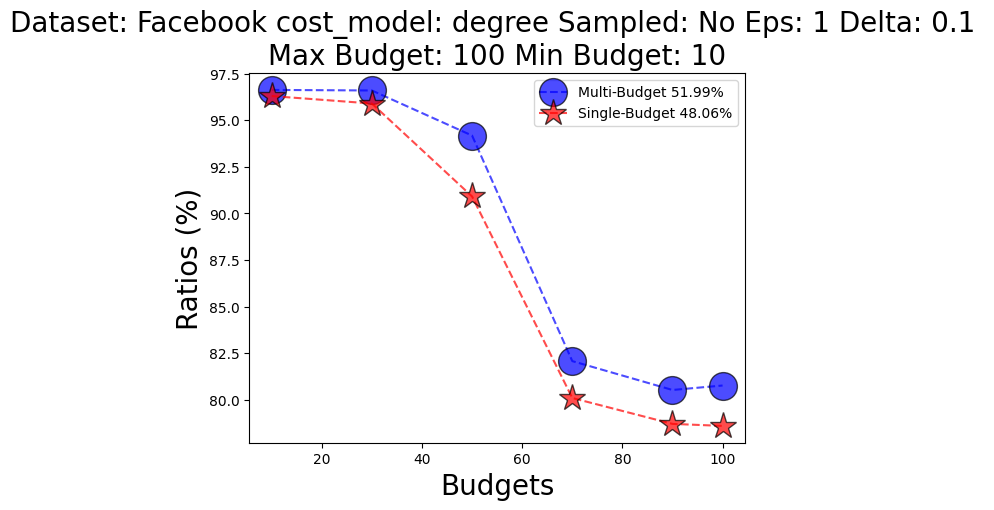 Dataset: Facebook cost_model: degree Sampled: No Eps: 1 Delta: 0.1
Max Budget: 100 Min Budget: 10
97.5
95.0
92.5
90.0
87.5
85.0
82.5
80.0
Ratios (%)
Multi-Budget 51.99%
Single-Budget 48.06%
20 40 60 80 100
Budgets